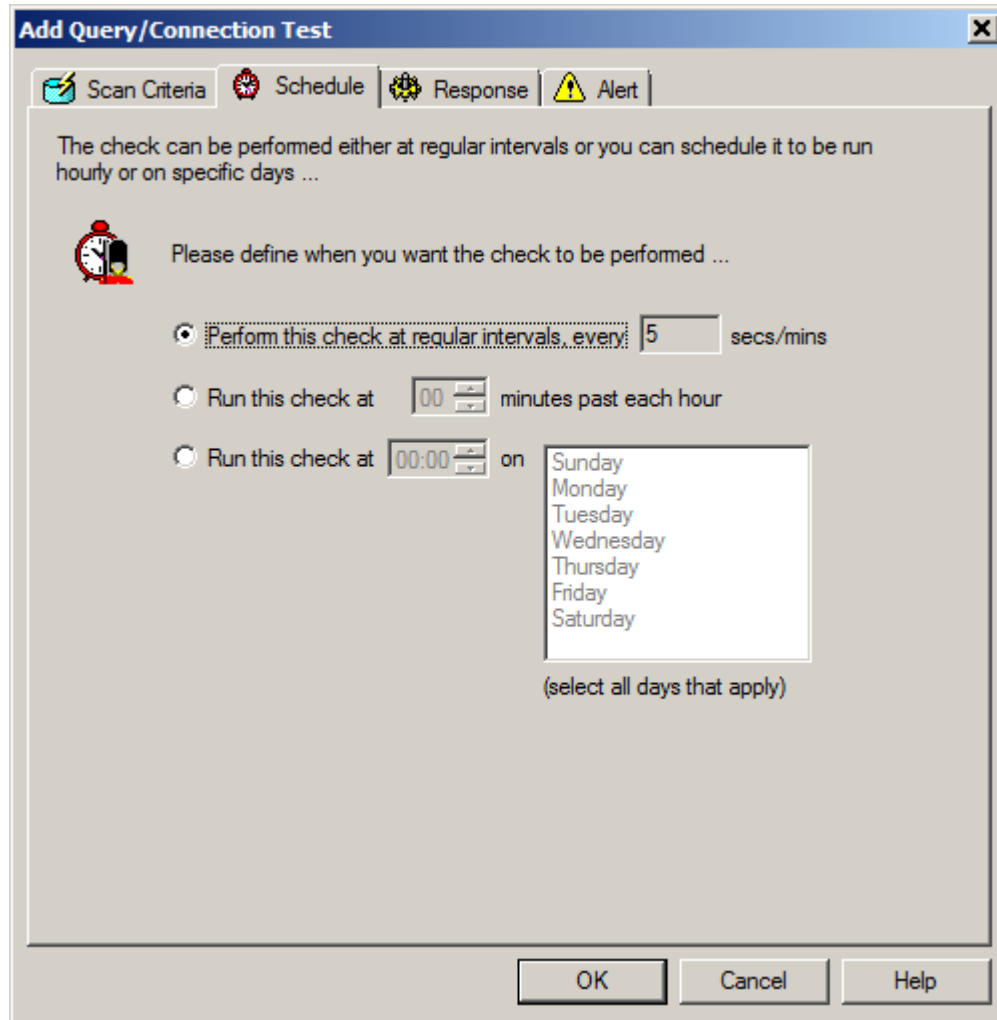 Add Query/Connection Test
Scan Criteria Schedule Response Alert
The check can be performed either at regular intervals or you can schedule it to be run
hourly or on specific days ...
Please define when you want the check to be performed ...
Perform this check at regular intervals, every 5 secs/mins
Run this check at 00 minutes past each hour
Run this check at 00:00 on
Sunday
Monday
Tuesday
Wednesday
Thursday
Friday
Saturday
(select all days that apply)
OK Cancel Help